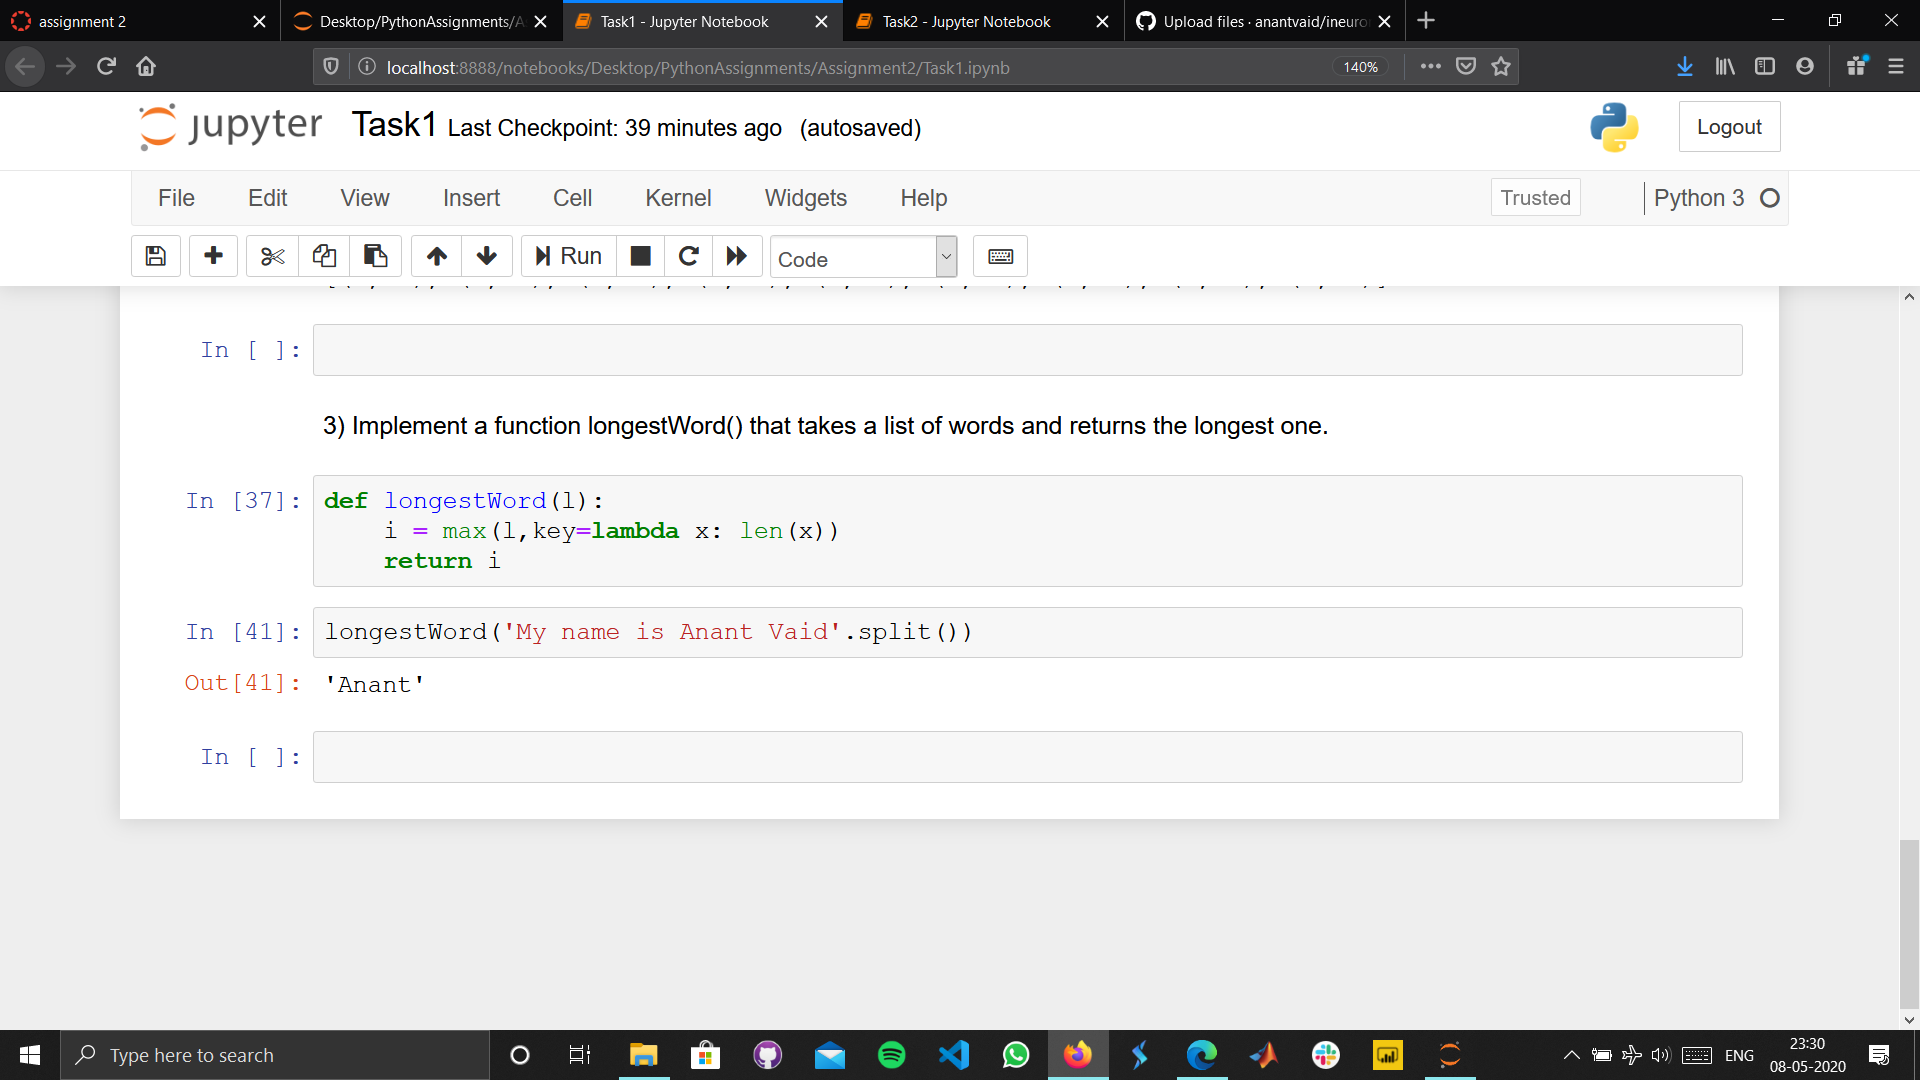 assignment 2
Desktop/PythonAssignments/A
Task1 - Jupyter Notebook
Task2 - Jupyter Notebook
Upload files · anantvaid/ineuro
localhost:8888/notebooks/Desktop/PythonAssignments/Assignment2/Task1.ipynb
140%
jupyter Task1 Last Checkpoint: 39 minutes ago (autosaved)
Logout
File Edit View Insert Cell Kernel Widgets Help
Trusted
Python 3
Run
Code
In [ ]:
3) Implement a function longestWord() that takes a list of words and returns the longest one.
In [37]: def longestWord(l):
i = max(l,key=lambda x: len(x))
return i
In [41]: longestWord('My name is Anant Vaid'.split())
Out[41]: 'Anant'
In [ ]:
Type here to search
ENG
23:30
08-05-2020